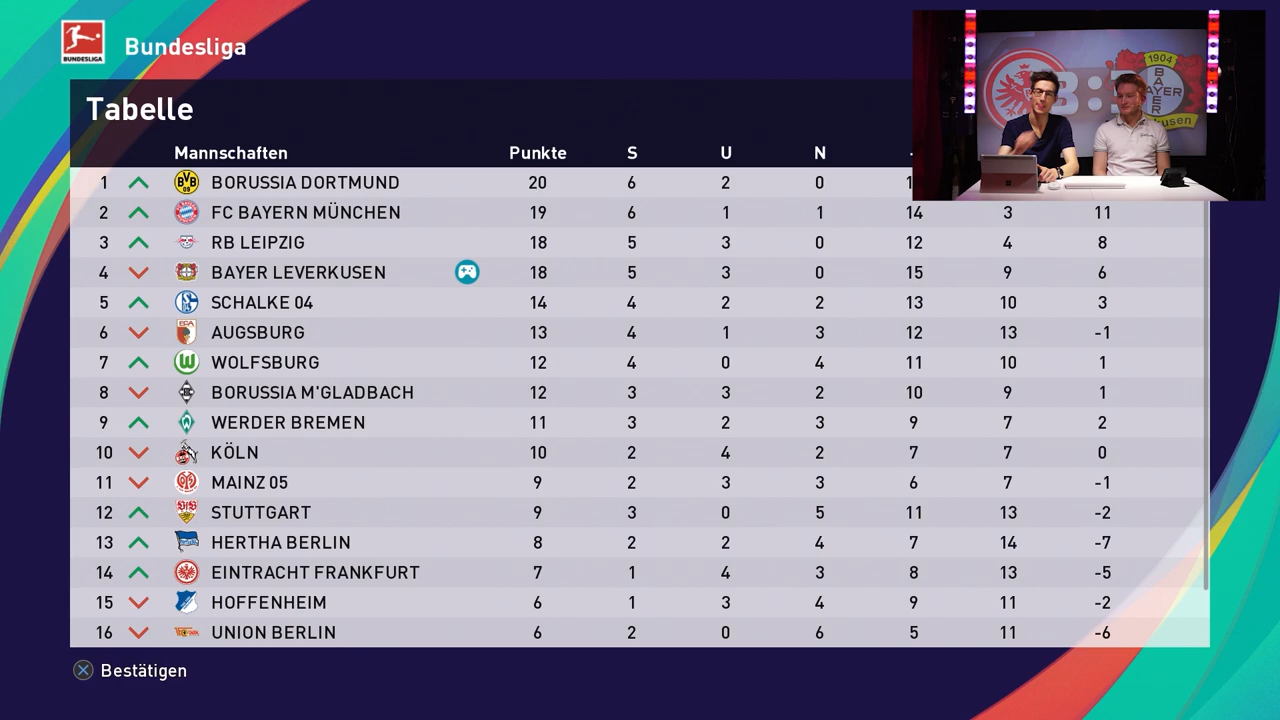 BUNDESLIGA
Bundesliga
Tabelle
Mannschaften Punkte S U N
1 BVB 09 BORUSSIA DORTMUND 20 6 2 0
2 FC BAYERN MÜNCHEN 19 6 1 1 14 3 11
3 RB LEIPZIG 18 5 3 0 12 4 8
4 BAYER LEVERKUSEN 18 5 3 0 15 9 6
5 SCHALKE 04 14 4 2 2 13 10 3
6 FCA AUGSBURG 13 4 1 3 12 13 -1
7 W WOLFSBURG 12 4 0 4 11 10 1
8 BORUSSIA M'GLADBACH 12 3 3 2 10 9 1
9 W WERDER BREMEN 11 3 2 3 9 7 2
10 KÖLN 10 2 4 2 7 7 0
11 MAINZ 05 9 2 3 3 6 7 -1
12 STUTTGART 9 3 0 5 11 13 -2
13 HERTHA BERLIN 8 2 2 4 7 14 -7
14 EINTRACHT FRANKFURT 7 1 4 3 8 13 -5
15 HOFFENHEIM 6 1 3 4 9 11 -2
16 UNION BERLIN 6 2 0 6 5 11 -6
Bestätigen
1904
BAYER
BAYER
kusen